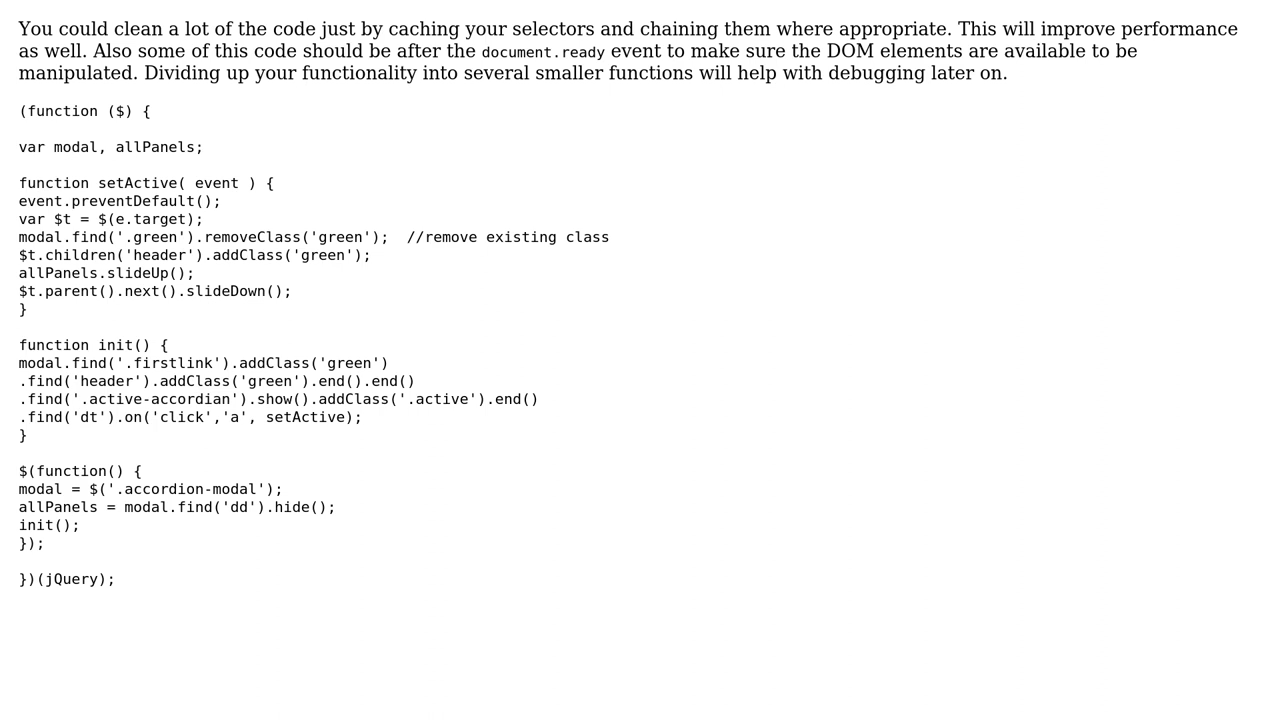 You could clean a lot of the code just by caching your selectors and chaining them where appropriate. This will improve performance
as well. Also some of this code should be after the document.ready event to make sure the DOM elements are available to be
manipulated. Dividing up your functionality into several smaller functions will help with debugging later on.
(function ($) {
var modal, allPanels;
function setActive( event ) {
event.preventDefault();
var $t = $(e.target);
modal.find('.green').removeClass('green');  //remove existing class
$t.children('header').addClass('green');
allPanels.slideUp();
$t.parent().next().slideDown();
}
function init() {
modal.find('.firstlink').addClass('green')
.find('header').addClass('green').end().end()
.find('.active-accordian').show().addClass('.active').end()
.find('dt').on('click','a', setActive);
}
$(function() {
modal = $('.accordion-modal');
allPanels = modal.find('dd').hide();
init();
});
})(jQuery);